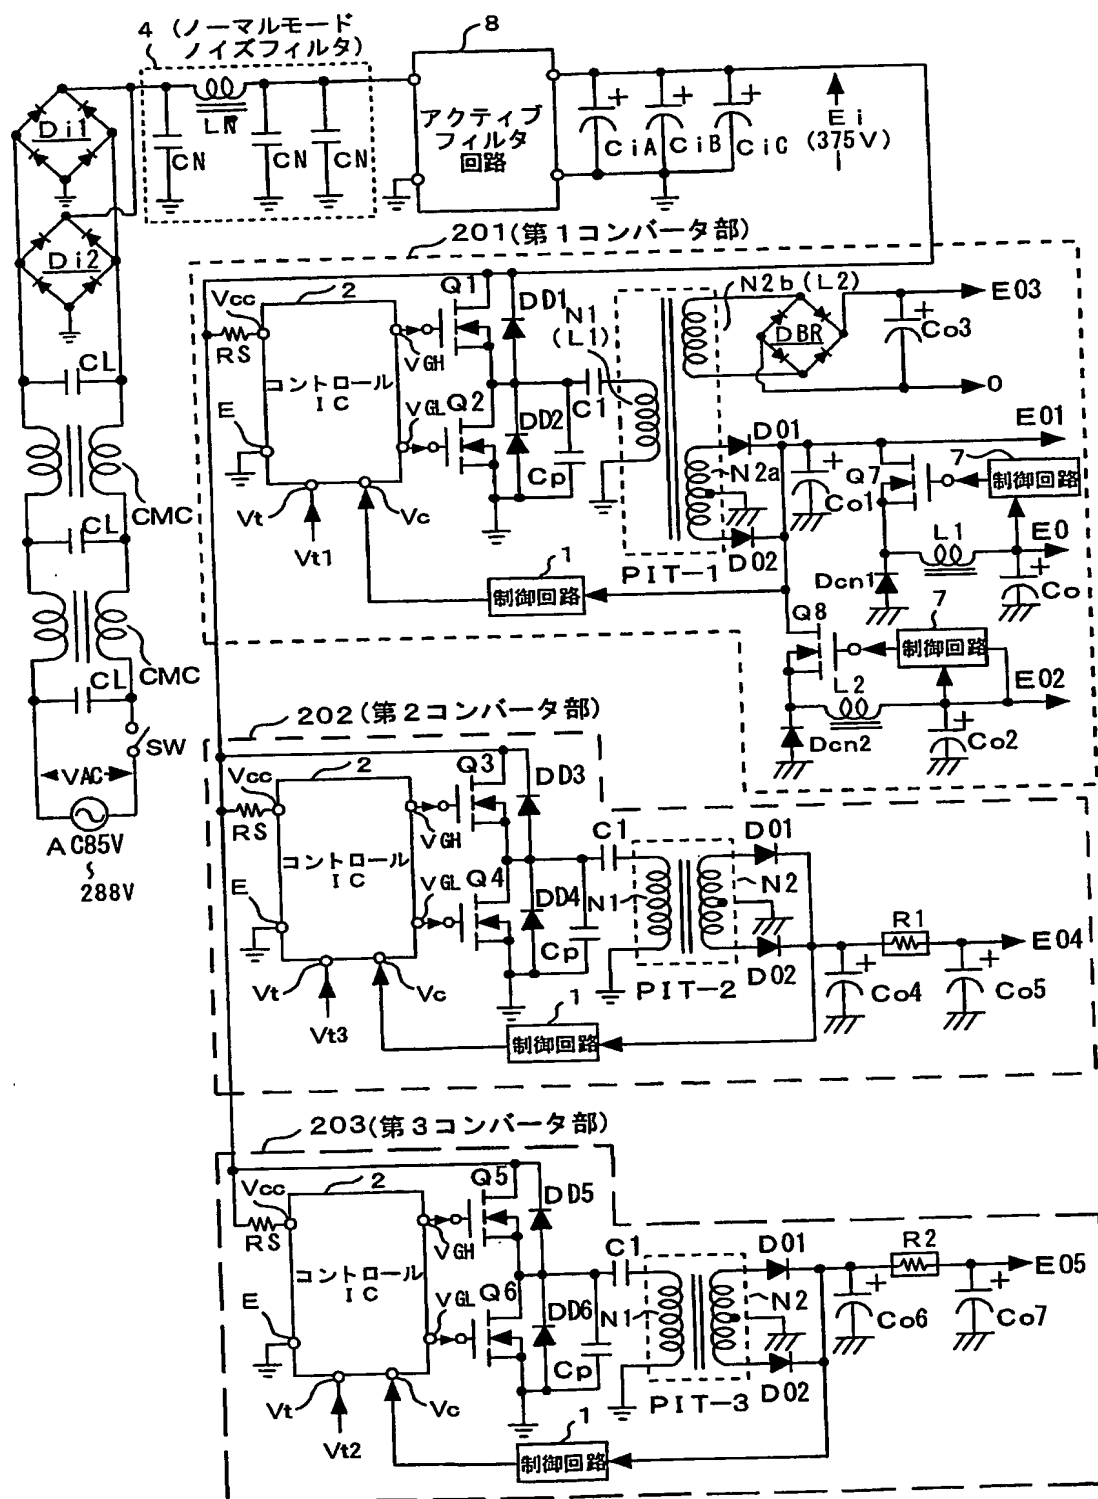 4 (ノーマルモード
ノイズフィルタ)
8
Di1
LN
CN
CN
CN
アクティブ
フィルタ
回路
CiA
CiB
CiC
Ei
(375V)
Di2
201(第1コンバータ部)
Vcc
2
RS
コントロール
IC
E
Vt
Vt1
Vc
VGH
VGL
Q1
Q2
DD1
DD2
Cp
C1
N1
(L1)
N2b(L2)
DBR
Co3
E03
0
D01
N2a
D02
PIT-1
Co1
E01
Q7
7
制御回路
L1
E0
Dcn1
Co
1
制御回路
Q8
7
制御回路
L2
E02
Dcn2
Co2
CL
CMC
CL
CMC
CL
SW
VAC
AC85V
~
288V
202(第2コンバータ部)
Vcc
2
RS
コントロール
IC
E
Vt
Vt3
Vc
VGH
VGL
Q3
Q4
DD3
DD4
Cp
C1
N1
N2
D01
D02
PIT-2
R1
E04
Co4
Co5
1
制御回路
203(第3コンバータ部)
Vcc
2
RS
コントロール
IC
E
Vt
Vt2
Vc
VGH
VGL
Q5
Q6
DD5
DD6
Cp
C1
N1
N2
D01
D02
PIT-3
R2
E05
Co6
Co7
1
制御回路